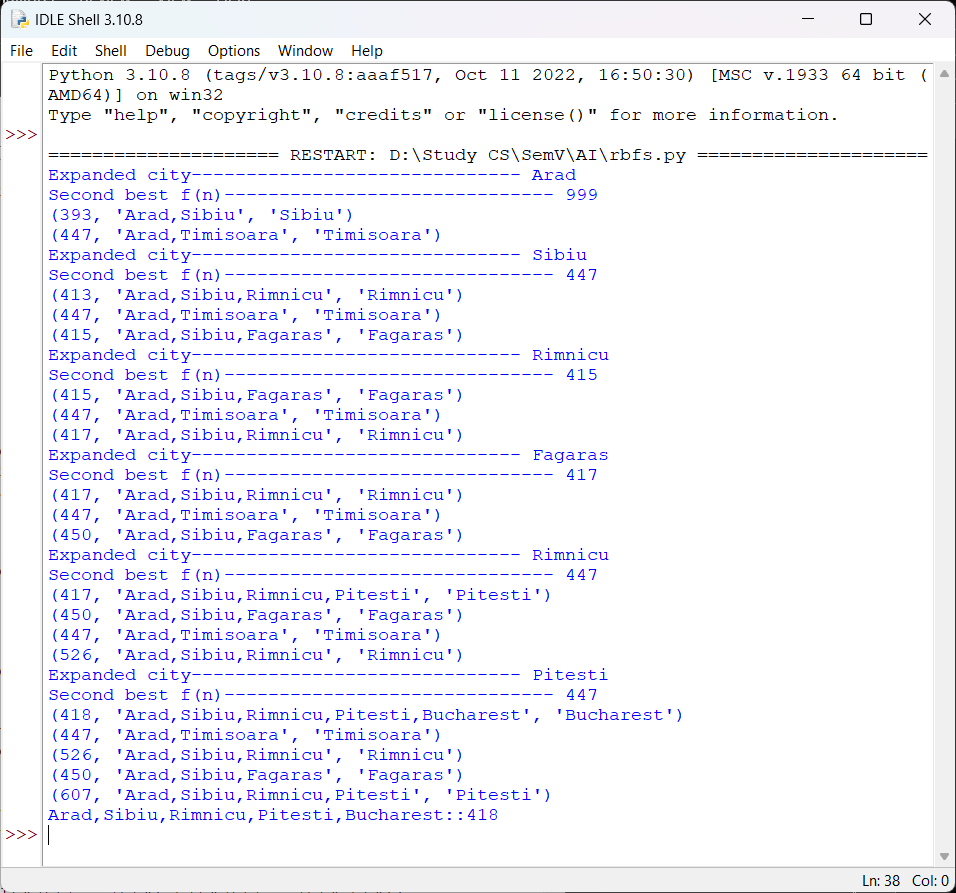 IDLE Shell 3.10.8
File Edit Shell Debug Options Window Help
Python 3.10.8 (tags/v3.10.8:aaaf517, Oct 11 2022, 16:50:30) [MSC v.1933 64 bit (
AMD64)] on win32
Type "help", "copyright", "credits" or "license()" for more information.
>>>
===================== RESTART: D:\Study CS\SemV\AI\rbfs.py =====================
Expanded city------------------------------ Arad
Second best f(n)------------------------------ 999
(393, 'Arad,Sibiu', 'Sibiu')
(447, 'Arad,Timisoara', 'Timisoara')
Expanded city------------------------------ Sibiu
Second best f(n)------------------------------ 447
(413, 'Arad,Sibiu,Rimnicu', 'Rimnicu')
(447, 'Arad,Timisoara', 'Timisoara')
(415, 'Arad,Sibiu,Fagaras', 'Fagaras')
Expanded city------------------------------ Rimnicu
Second best f(n)------------------------------ 415
(415, 'Arad,Sibiu,Fagaras', 'Fagaras')
(447, 'Arad,Timisoara', 'Timisoara')
(417, 'Arad,Sibiu,Rimnicu', 'Rimnicu')
Expanded city------------------------------ Fagaras
Second best f(n)------------------------------ 417
(417, 'Arad,Sibiu,Rimnicu', 'Rimnicu')
(447, 'Arad,Timisoara', 'Timisoara')
(450, 'Arad,Sibiu,Fagaras', 'Fagaras')
Expanded city------------------------------ Rimnicu
Second best f(n)------------------------------ 447
(417, 'Arad,Sibiu,Rimnicu,Pitesti', 'Pitesti')
(450, 'Arad,Sibiu,Fagaras', 'Fagaras')
(447, 'Arad,Timisoara', 'Timisoara')
(526, 'Arad,Sibiu,Rimnicu', 'Rimnicu')
Expanded city------------------------------ Pitesti
Second best f(n)------------------------------ 447
(418, 'Arad,Sibiu,Rimnicu,Pitesti,Bucharest', 'Bucharest')
(447, 'Arad,Timisoara', 'Timisoara')
(526, 'Arad,Sibiu,Rimnicu', 'Rimnicu')
(450, 'Arad,Sibiu,Fagaras', 'Fagaras')
(607, 'Arad,Sibiu,Rimnicu,Pitesti', 'Pitesti')
Arad,Sibiu,Rimnicu,Pitesti,Bucharest::418
>>>
Ln: 38 Col: 0